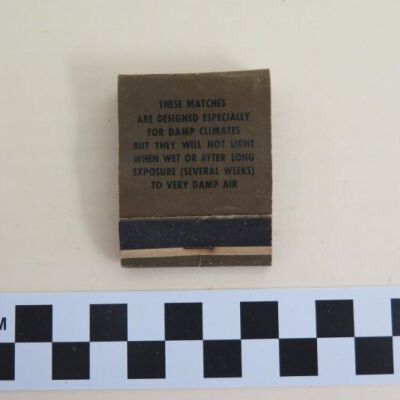 THESE MATCHES
ARE DESIGNED ESPECIALLY
FOR DAMP CLIMATES
BUT THEY WILL NOT LIGHT
WHEN WET OR AFTER LONG
EXPOSURE (SEVERAL WEEKS)
TO VERY DAMP AIR
M